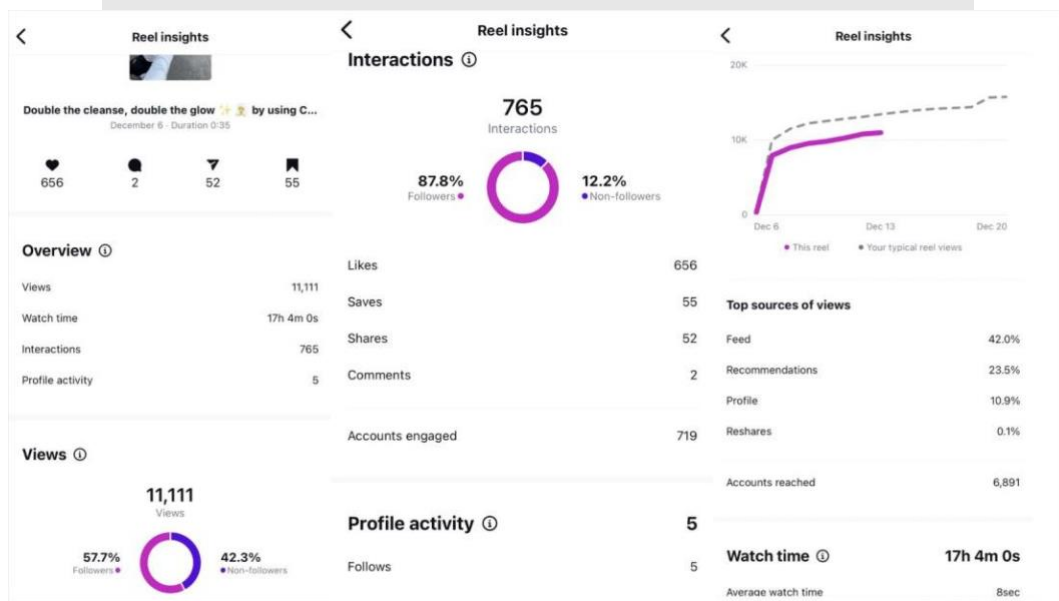 Reel insights
Double the cleanse, double the glow ✨ 🧖 by using C...
December 6 · Duration 0:35
656 2 52 55
Overview
Views 11,111
Watch time 17h 4m 0s
Interactions 765
Profile activity 5
Views
11,111
Views
57.7% 42.3%
Followers Non-followers
Reel insights
Interactions
765
Interactions
87.8% 12.2%
Followers Non-followers
Likes 656
Saves 55
Shares 52
Comments 2
Accounts engaged 719
Profile activity 5
Follows 5
Reel insights
20K
10K
0
Dec 6 Dec 13 Dec 20
This reel Your typical reel views
Top sources of views
Feed 42.0%
Recommendations 23.5%
Profile 10.9%
Reshares 0.1%
Accounts reached 6,891
Watch time 17h 4m 0s
Average watch time 8sec